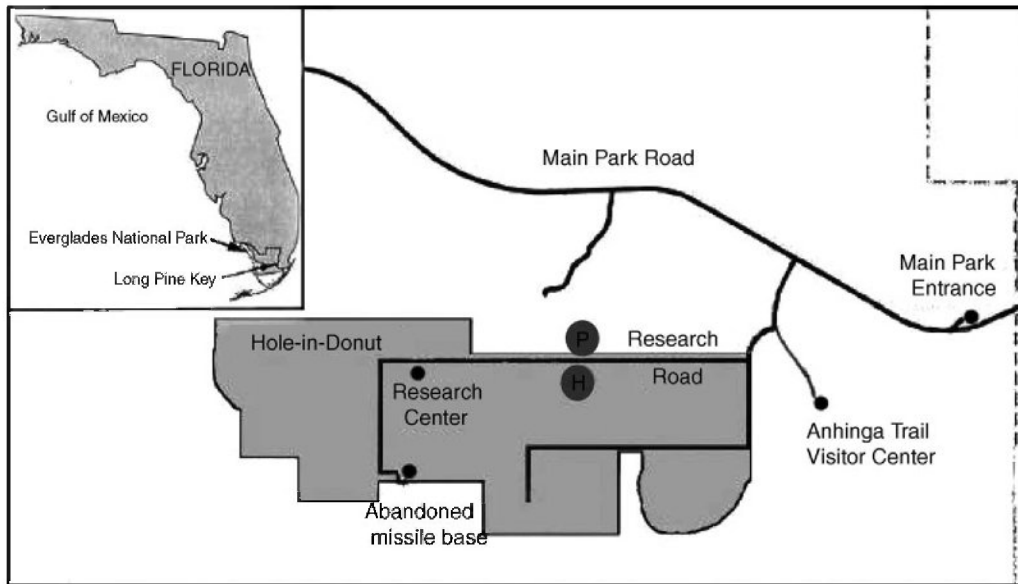 FLORIDA
Gulf of Mexico
Everglades National Park
Long Pine Key
Main Park Road
Main Park
Entrance
Hole-in-Donut
P
Research
H
Road
Research
Center
Anhinga Trail
Visitor Center
Abandoned
missile base